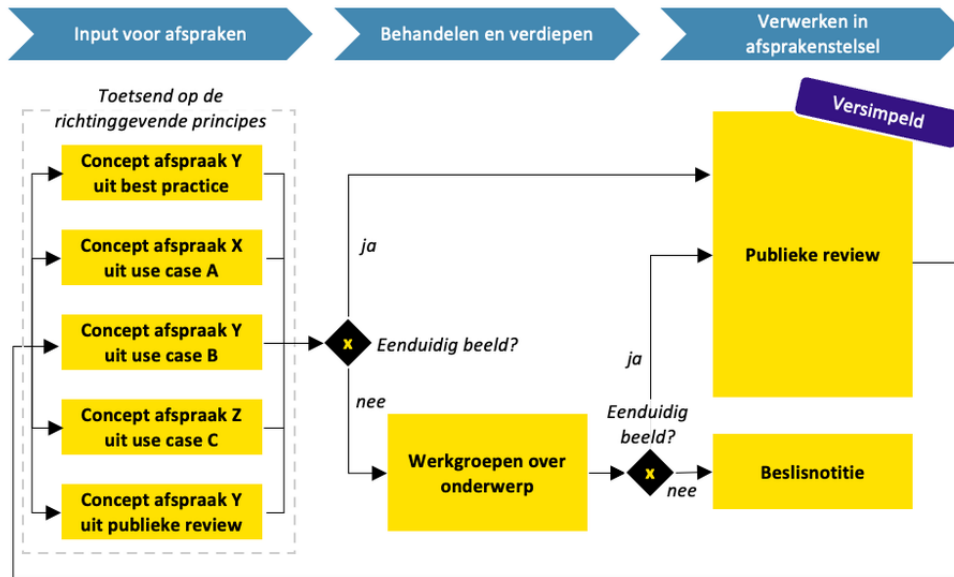 Input voor afspraken
Behandelen en verdiepen
Verwerken in
afsprakenstelsel
Toetsend op de
richtinggevende principes
Versimpeld
Concept afspraak Y
uit best practice
Concept afspraak X
uit use case A
Concept afspraak Y
uit use case B
Concept afspraak Z
uit use case C
Concept afspraak Y
uit publieke review
ja
x
Eenduidig beeld?
nee
Werkgroepen over
onderwerp
ja
Eenduidig
beeld?
x
nee
Publieke review
Beslisnotitie